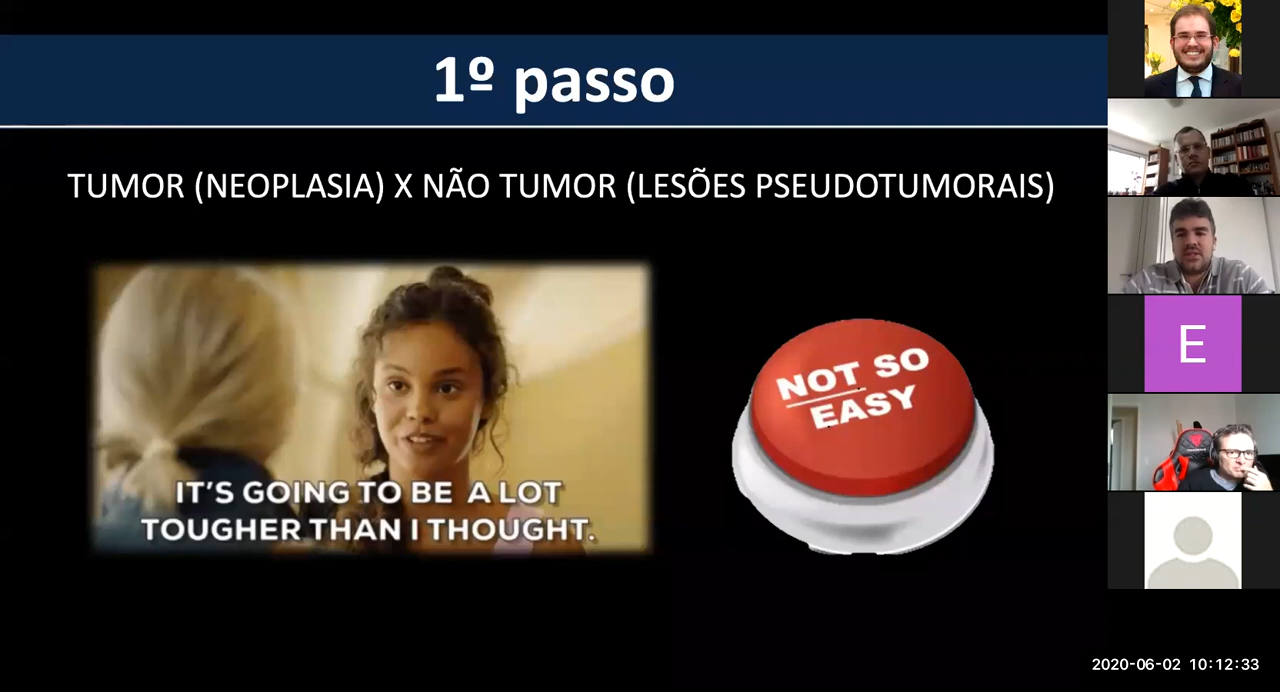 1º passo
TUMOR (NEOPLASIA) X NÃO TUMOR (LESÕES PSEUDOTUMORAIS)
IT'S GOING TO BE A LOT
TOUGHER THAN I THOUGHT.
NOT SO
EASY
E
2020-06-02 10:12:33